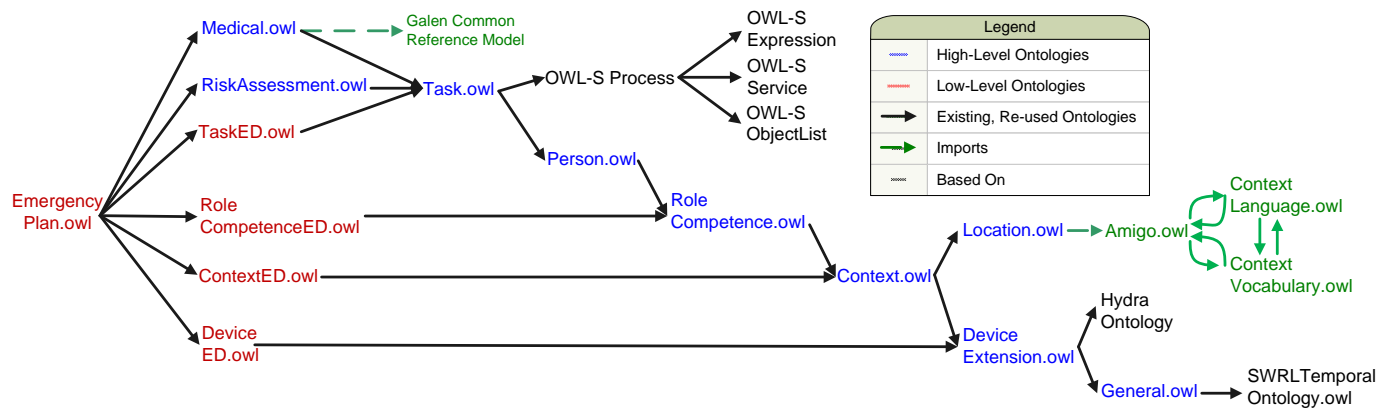 Medical.owl
Galen Common
Reference Model
OWL-S
Expression
RiskAssessment.owl
Task.owl
OWL-S Process
OWL-S
Service
TaskED.owl
OWL-S
ObjectList
Person.owl
Emergency
Plan.owl
Role
CompetenceED.owl
Role
Competence.owl
ContextED.owl
Context.owl
Location.owl
Amigo.owl
Context
Language.owl
Context
Vocabulary.owl
Device
ED.owl
Device
Extension.owl
Hydra
Ontology
General.owl
SWRLTemporal
Ontology.owl
Legend
High-Level Ontologies
Low-Level Ontologies
Existing, Re-used Ontologies
Imports
Based On